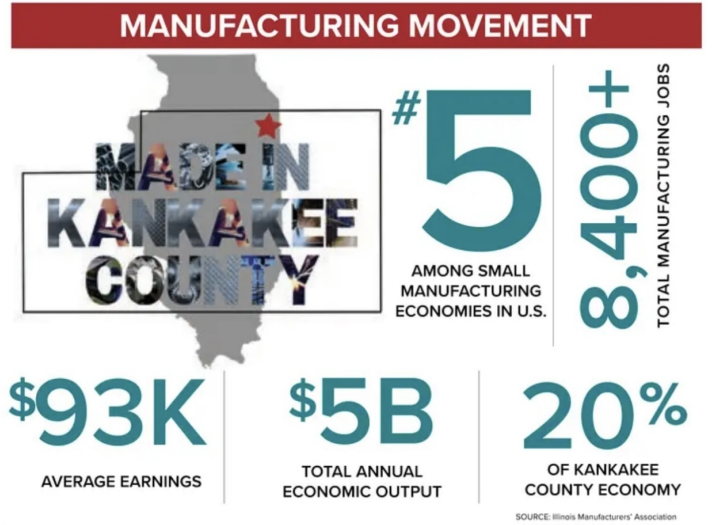 MANUFACTURING MOVEMENT
MADE IN
KANKAKEE
COUNTY
#5
AMONG SMALL
MANUFACTURING
ECONOMIES IN U.S.
8,400+
TOTAL MANUFACTURING JOBS
$93K
AVERAGE EARNINGS
$5B
TOTAL ANNUAL
ECONOMIC OUTPUT
20%
OF KANKAKEE
COUNTY ECONOMY
SOURCE: Illinois Manufacturers' Association